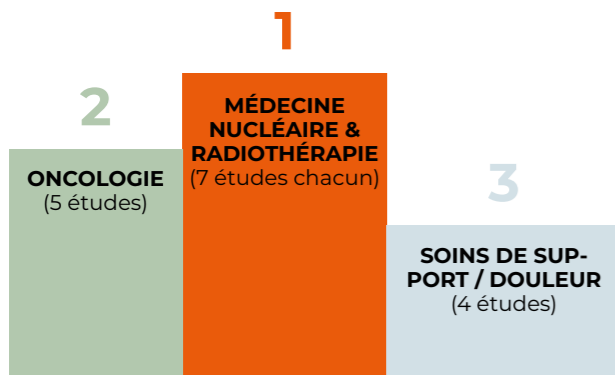 1
MÉDECINE
NUCLÉAIRE &
RADIOTHÉRAPIE
(7 études chacun)
2
ONCOLOGIE
(5 études)
3
SOINS DE SUP-
PORT / DOULEUR
(4 études)